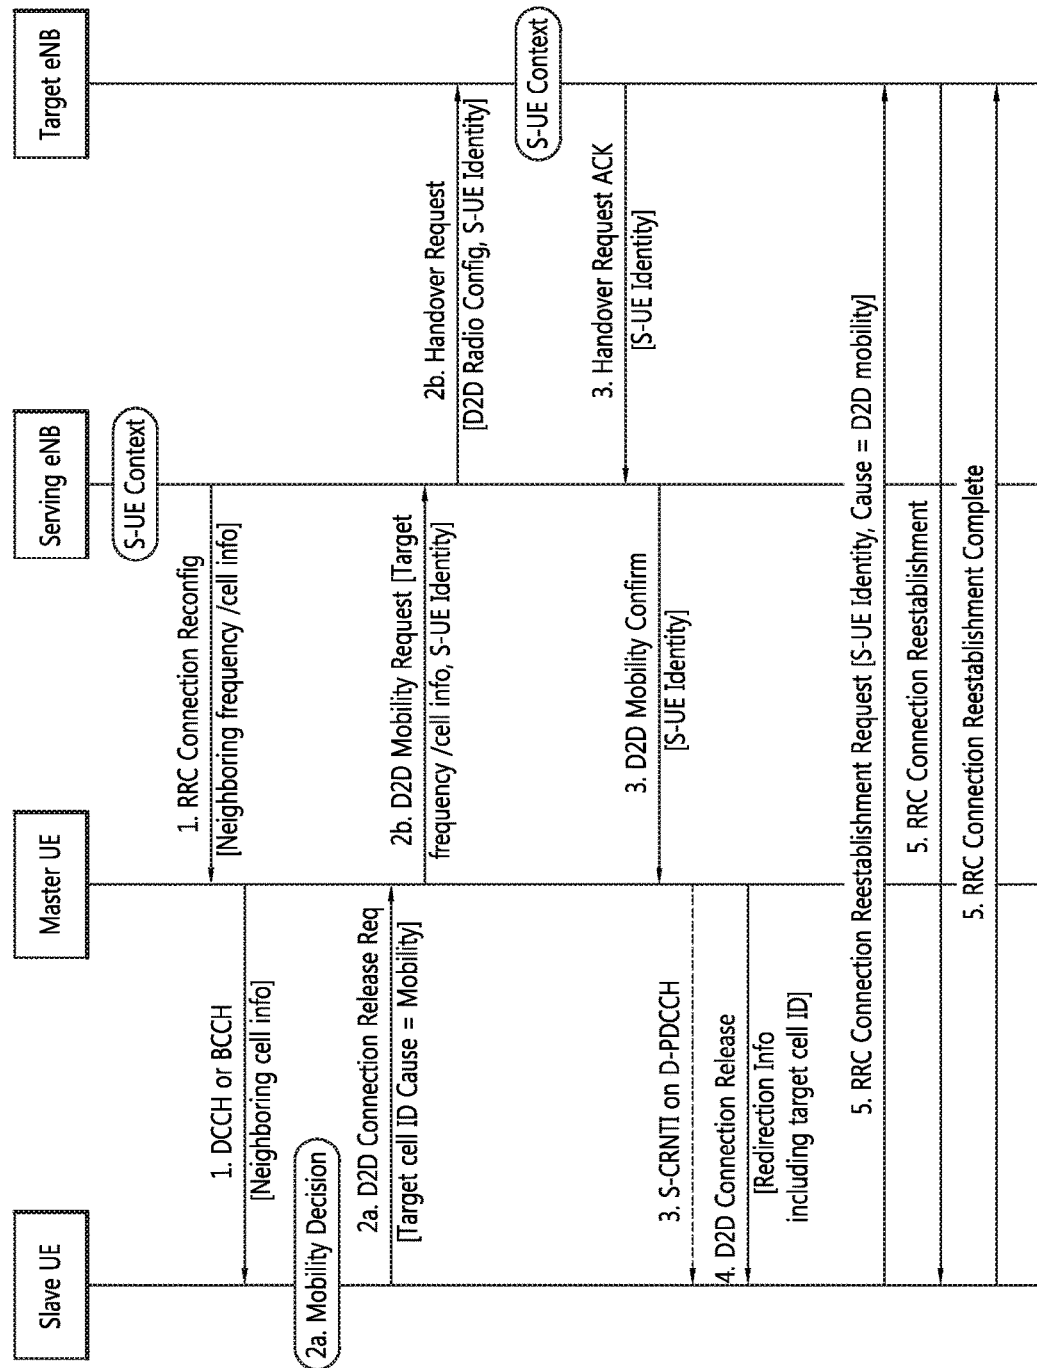 Slave UE
Master UE
Serving eNB
Target eNB
S-UE Context
1. RRC Connection Reconfig
[Neighboring frequency /cell info]
1. DCCH or BCCH
[Neighboring cell info]
2a. Mobility Decision
2a. D2D Connection Release Req
[Target cell ID Cause = Mobility]
2b. D2D Mobility Request [Target
frequency /cell info, S-UE Identity]
2b. Handover Request
[D2D Radio Config, S-UE Identity]
S-UE Context
3. Handover Request ACK
[S-UE Identity]
3. D2D Mobility Confirm
[S-UE Identity]
3. S-CRNTI on D-PDCCH
4. D2D Connection Release
[Redirection Info
including target cell ID]
5. RRC Connection Reestablishment Request [S-UE Identity, Cause = D2D mobility]
5. RRC Connection Reestablishment
5. RRC Connection Reestablishment Complete